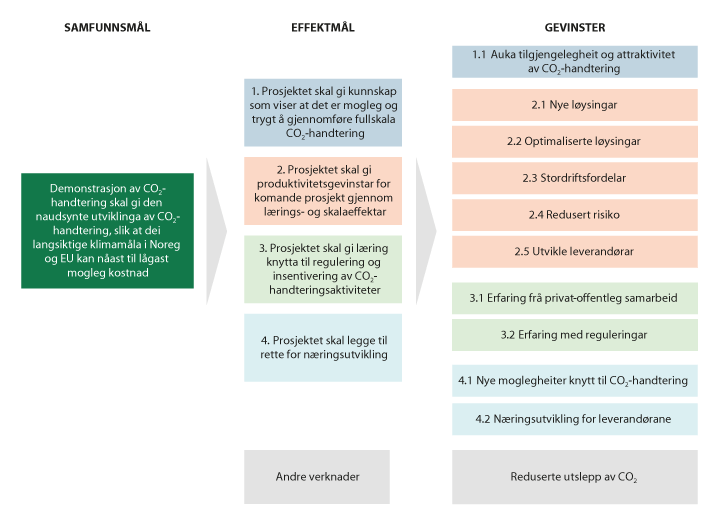 SAMFUNNSMÅL
EFFEKTMÅL
GEVINSTER
Demonstrasjon av CO₂-
handtering skal gi den
naudsynte utviklinga av CO₂-
handtering, slik at dei
langsiktige klimamåla i Noreg
og EU kan nåast til lågast
mogleg kostnad
1. Prosjektet skal gi kunnskap
som viser at det er mogleg og
trygt å gjennomføre fullskala
CO₂-handtering
2. Prosjektet skal gi
produktivitetsgevinstar for
komande prosjekt gjennom
lærings- og skalaeffektar
3. Prosjektet skal gi læring
knytta til regulering og
insentivering av CO₂-
handteringsaktiviteter
4. Prosjektet skal legge til
rette for næringsutvikling
Andre verknader
1.1 Auka tilgjengelegheit og attraktivitet
av CO₂-handtering
2.1 Nye løysingar
2.2 Optimaliserte løysingar
2.3 Stordriftsfordelar
2.4 Redusert risiko
2.5 Utvikle leverandørar
3.1 Erfaring frå privat-offentleg samarbeid
3.2 Erfaring med reguleringar
4.1 Nye moglegheiter knytt til CO₂-handtering
4.2 Næringsutvikling for leverandørane
Reduserte utslepp av CO₂